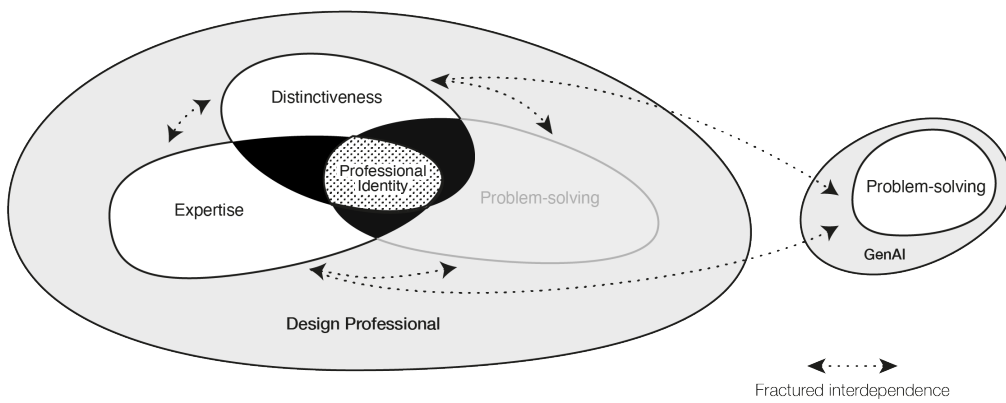 Distinctiveness
Professional
Identity
Expertise
Problem-solving
Design Professional
Problem-solving
GenAI
Fractured interdependence